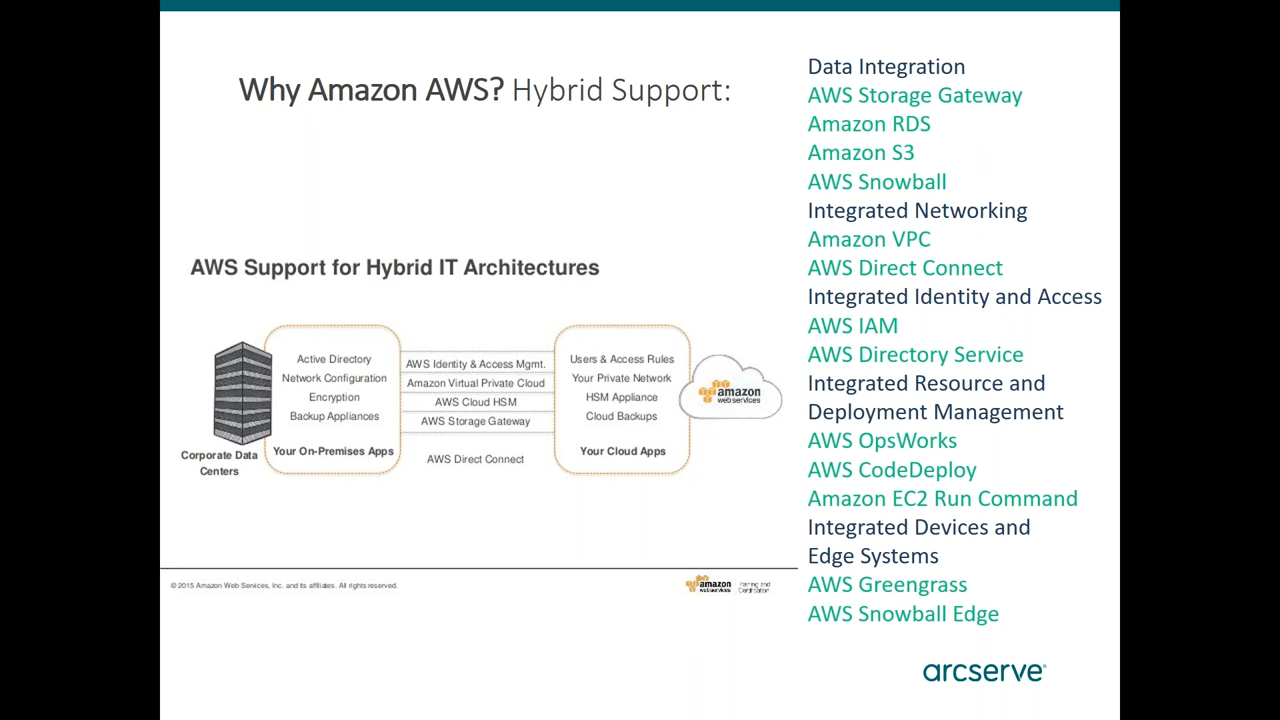 Why Amazon AWS? Hybrid Support:
AWS Support for Hybrid IT Architectures
Corporate Data
Centers
Active Directory
Network Configuration
Encryption
Backup Appliances
Your On-Premises Apps
AWS Identity & Access Mgmt.
Amazon Virtual Private Cloud
AWS Cloud HSM
AWS Storage Gateway
AWS Direct Connect
Users & Access Rules
Your Private Network
HSM Appliance
Cloud Backups
Your Cloud Apps
amazon
webservices
© 2015 Amazon Web Services, Inc. and its affiliates. All rights reserved.
amazon
webservices
Training and
Certification
Data Integration
AWS Storage Gateway
Amazon RDS
Amazon S3
AWS Snowball
Integrated Networking
Amazon VPC
AWS Direct Connect
Integrated Identity and Access
AWS IAM
AWS Directory Service
Integrated Resource and
Deployment Management
AWS OpsWorks
AWS CodeDeploy
Amazon EC2 Run Command
Integrated Devices and
Edge Systems
AWS Greengrass
AWS Snowball Edge
arcserve®